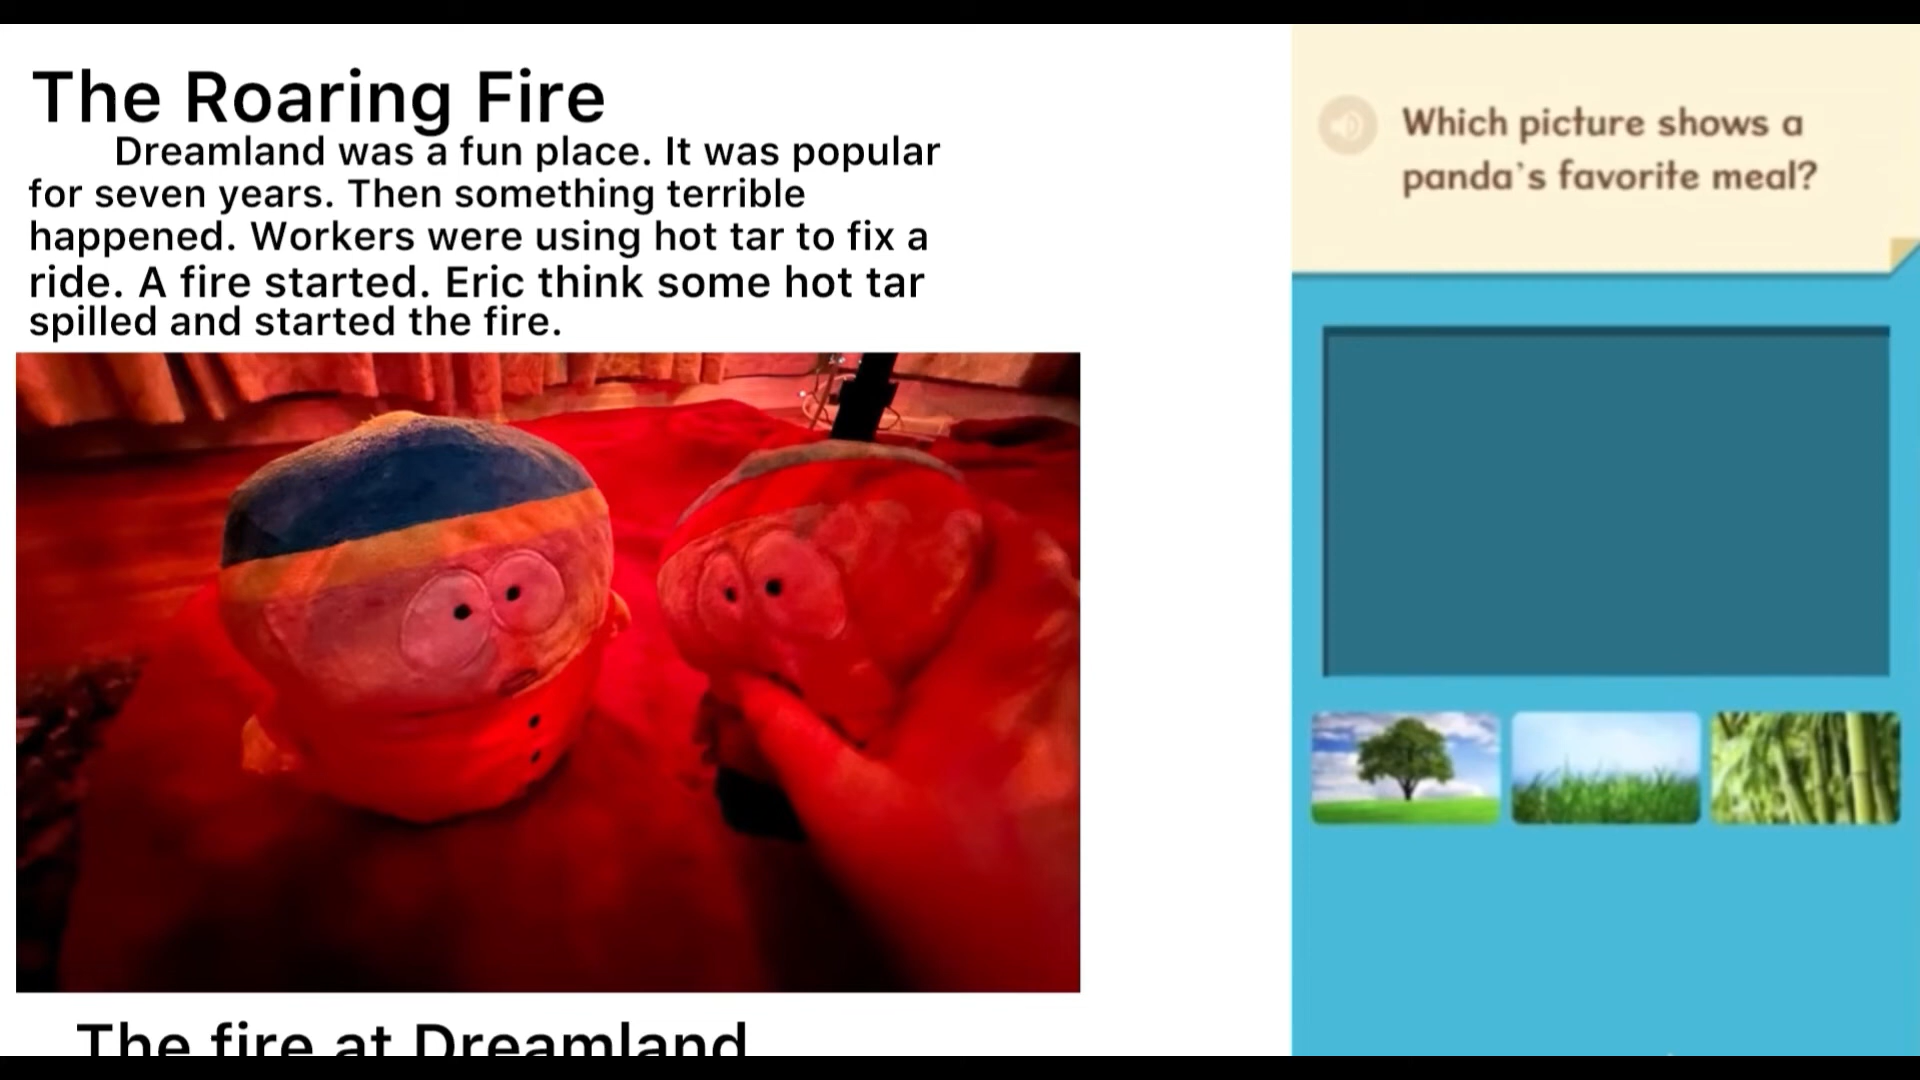 The Roaring Fire
Dreamland was a fun place. It was popular
for seven years. Then something terrible
happened. Workers were using hot tar to fix a
ride. A fire started. Eric think some hot tar
spilled and started the fire.
The fire at Dreamland
Which picture shows a
panda's favorite meal?